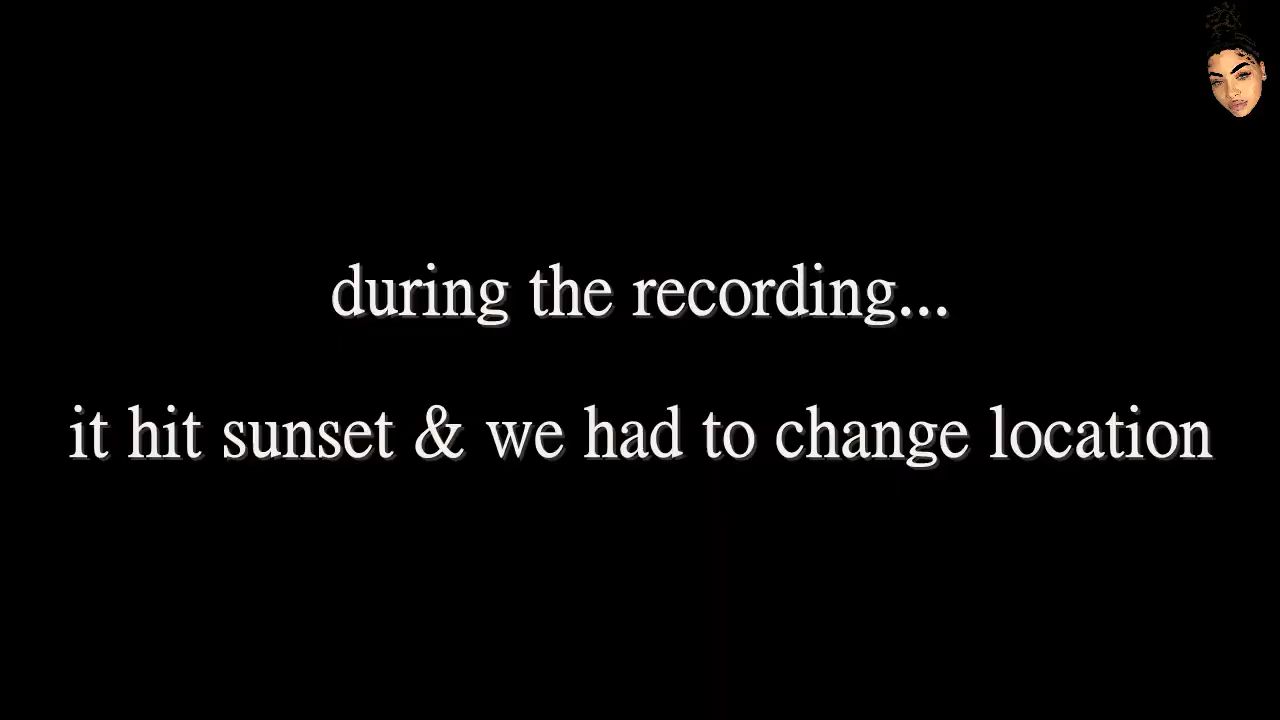 during the recording...
it hit sunset & we had to change location